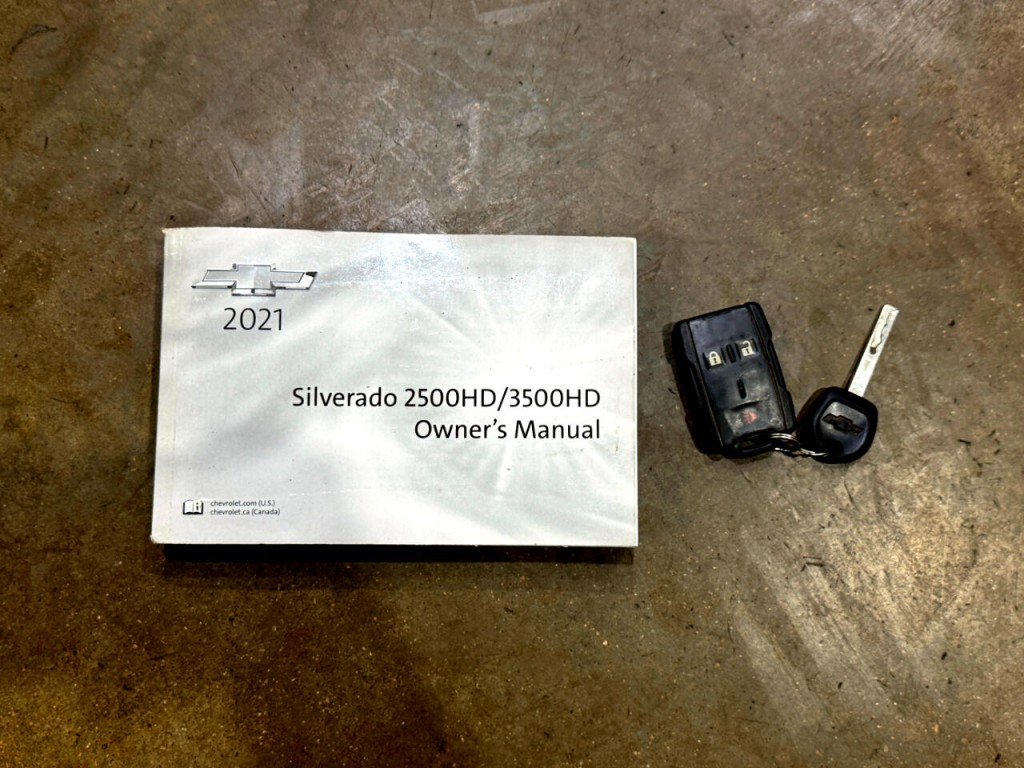 2021
Silverado 2500HD/3500HD
Owner's Manual
chevrolet.com (U.S.)
chevrolet.ca (Canada)